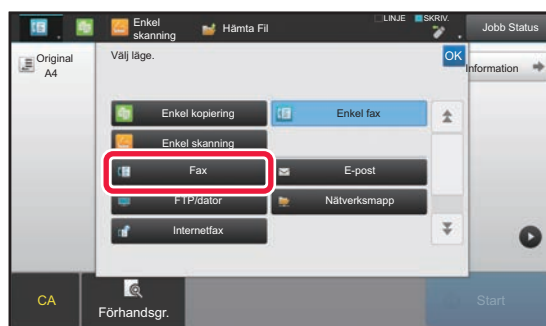 Enkel
skanning
Hämta Fil
LINJE
SKRIV.
Jobb Status
Original
A4
Välj läge.
OK
Information
Enkel kopiering
Enkel fax
Enkel skanning
Fax
E-post
FTP/dator
Nätverksmapp
Internetfax
CA
Förhandsgr.
Start